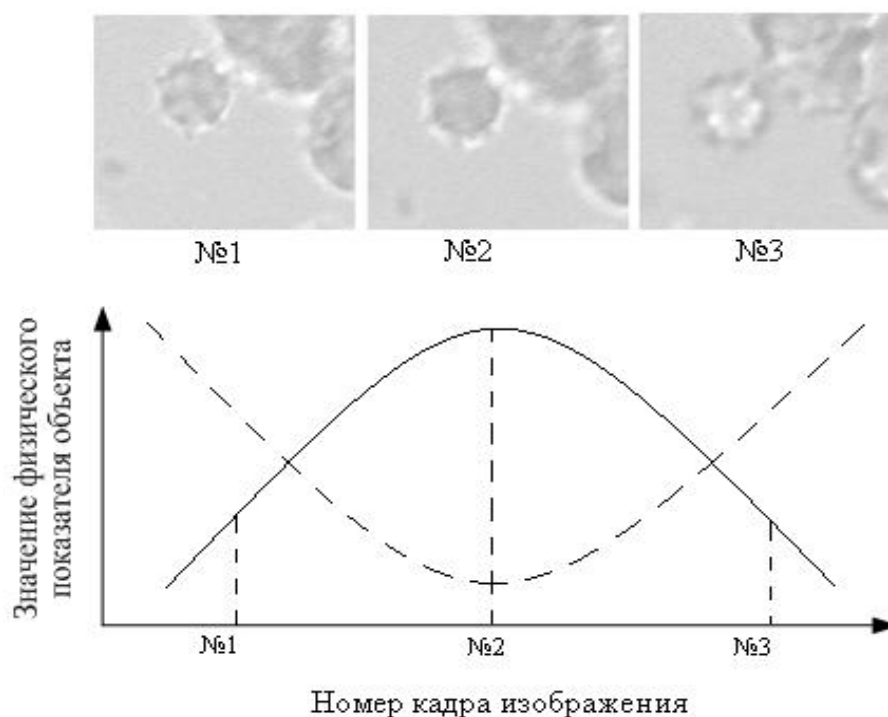 №1
№2
№3
Значение физического
показателя объекта
№1
№2
№3
Номер кадра изображения